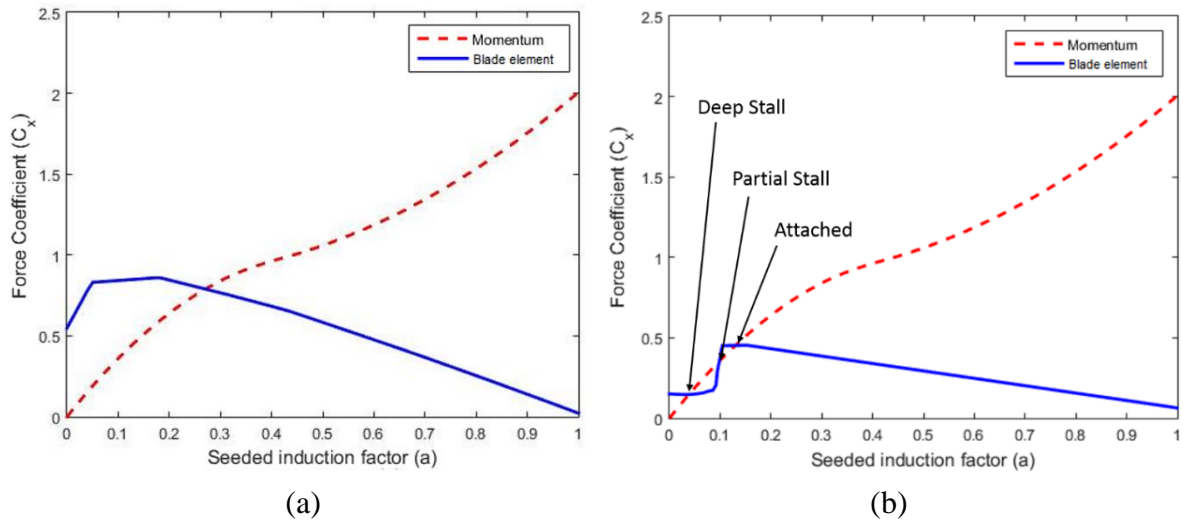 2.5
2
1.5
1
0.5
0
Force Coefficient (Cx)
Momentum
Blade element
0 0.1 0.2 0.3 0.4 0.5 0.6 0.7 0.8 0.9 1
Seeded induction factor (a)
(a)
2.5
2
1.5
1
0.5
0
Force Coefficient (Cx)
Momentum
Blade element
Deep Stall
Partial Stall
Attached
0 0.1 0.2 0.3 0.4 0.5 0.6 0.7 0.8 0.9 1
Seeded induction factor (a)
(b)